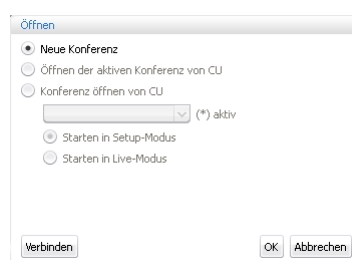 Öffnen
Neue Konferenz
Öffnen der aktiven Konferenz von CU
Konferenz öffnen von CU
(*) aktiv
Starten in Setup-Modus
Starten in Live-Modus
Verbinden OK Abbrechen